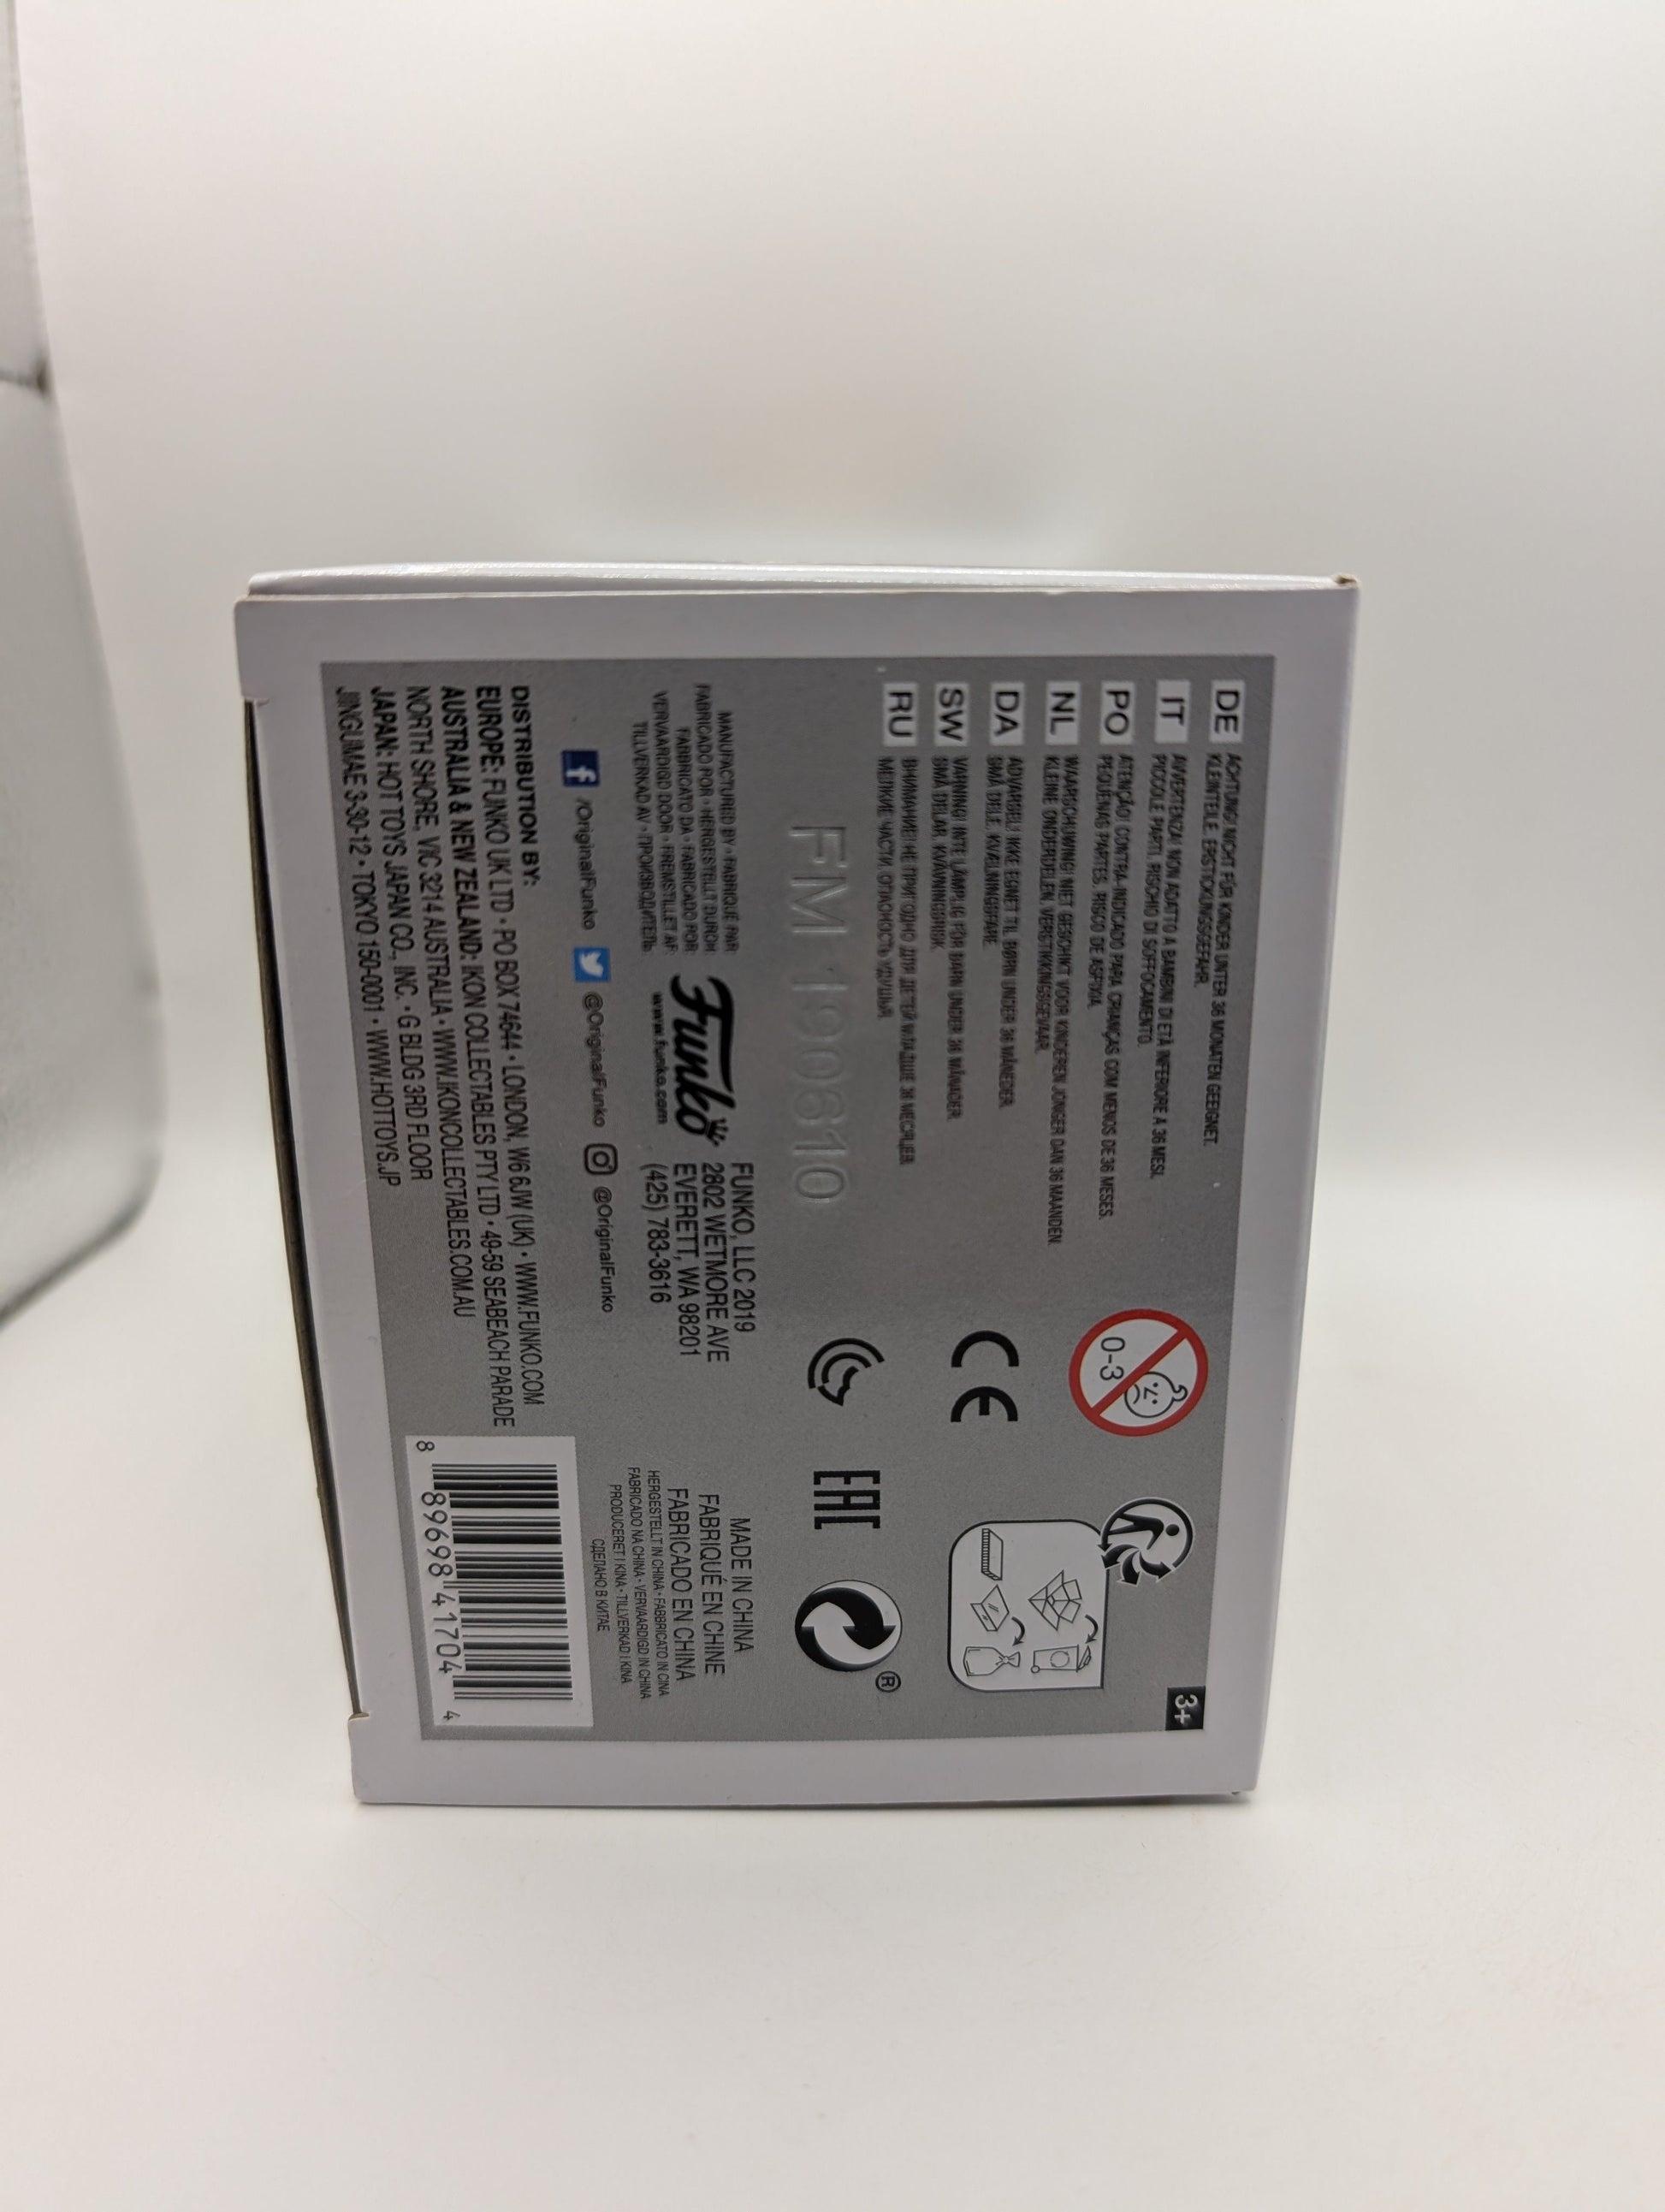 DE ACHTUNG! NICHT FÜR KINDER UNTER 36 MONATEN GEEIGNET.
KLEINTEILE. ERSTICKUNGSGEFAHR.
IT AVVERTENZA! NON ADATTO A BAMBINI DI ETÀ INFERIORE A 36 MESI.
PICCOLE PARTI. RISCHIO DI SOFFOCAMENTO.
PO ATENÇÃO! CONTRA-INDICADO PARA CRIANÇAS COM MENOS DE 36 MESES.
PEQUENAS PARTES. RISCO DE ASFIXIA.
NL WAARSCHUWING! NIET GESCHIKT VOOR KINDEREN JONGER DAN 36 MAANDEN.
KLEINE ONDERDELEN. VERSTIKKINGSGEVAAR.
DA ADVARSEL! IKKE EGNET TIL BØRN UNDER 36 MÅNEDER.
SMÅ DELE. KVÆLNINGSFARE.
SW VARNING! INTE LÄMPLIG FÖR BARN UNDER 36 MÅNADER.
SMÅ DELAR. KVÄVNINGSRISK.
RU ВНИМАНИЕ! НЕ ПРИГОДНО ДЛЯ ДЕТЕЙ МЛАДШЕ 36 МЕСЯЦЕВ.
МЕЛКИЕ ЧАСТИ. ОПАСНОСТЬ УДУШЬЯ.
3+
0-3
CE
EAC
®
FM-190610
MANUFACTURED BY • FABRIQUÉ PAR
FABRICADO POR • HERGESTELLT DURCH
FABBRICATO DA • FABRICADO POR
VERVAARDIGD DOOR • FREMSTILLET AF
TILLVERKAD AV • ПРОИЗВОДИТЕЛЬ:
Funko
www.funko.com
FUNKO, LLC 2019
2802 WETMORE AVE
EVERETT, WA 98201
(425) 783-3616
MADE IN CHINA
FABRIQUÉ EN CHINE
FABRICADO EN CHINA
HERGESTELLT IN CHINA • FABBRICATO IN CINA
FABRICADO NA CHINA • VERVAARDIGD IN CHINA
PRODUCERET I KINA • TILLVERKAD I KINA
СДЕЛАНО В КИТАЕ
f /OriginalFunko @OriginalFunko @OriginalFunko
DISTRIBUTION BY:
EUROPE: FUNKO UK LTD • PO BOX 74644 • LONDON, W6 6JW (UK) • WWW.FUNKO.COM
AUSTRALIA & NEW ZEALAND: IKON COLLECTABLES PTY LTD • 49-59 SEABEACH PARADE
NORTH SHORE, VIC 3214 AUSTRALIA • WWW.IKONCOLLECTABLES.COM.AU
JAPAN: HOT TOYS JAPAN CO., INC. • G BLDG 3RD FLOOR
JINGUMAE 3-30-12 • TOKYO 150-0001 • WWW.HOTTOYS.JP
8 89698 41704 4